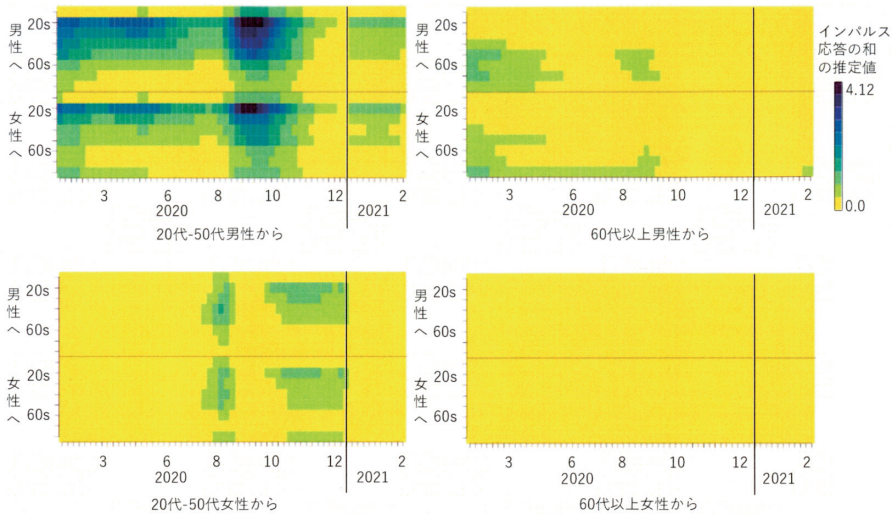 男性へ
20s
60s
女性へ
20s
60s
3 6 8 10 12 2
2020 2021
20代-50代男性から
男性へ
20s
60s
女性へ
20s
60s
3 6 8 10 12 2
2020 2021
60代以上男性から
インパルス
応答の和
の推定値
4.12
0.0
男性へ
20s
60s
女性へ
20s
60s
3 6 8 10 12 2
2020 2021
20代-50代女性から
男性へ
20s
60s
女性へ
20s
60s
3 6 8 10 12 2
2020 2021
60代以上女性から